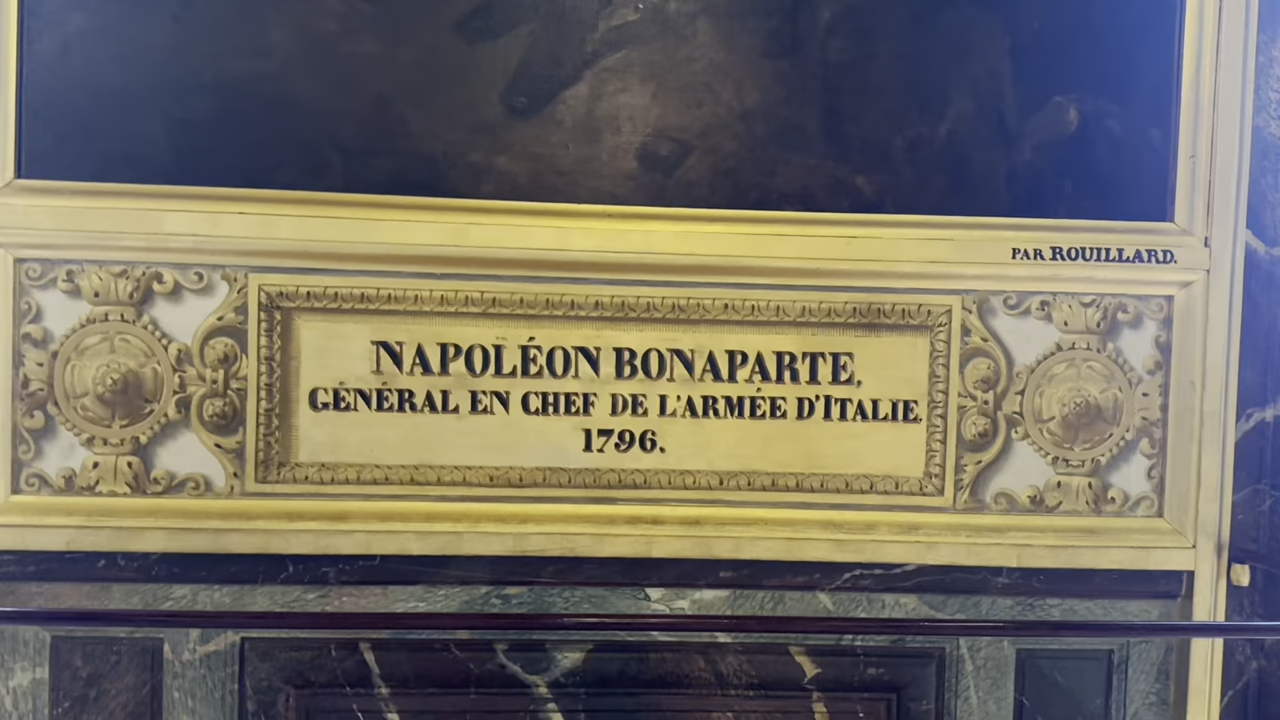 PAR ROUILLARD.
NAPOLÉON BONAPARTE,
GÉNÉRAL EN CHEF DE L'ARMÉE D'ITALIE.
1796.